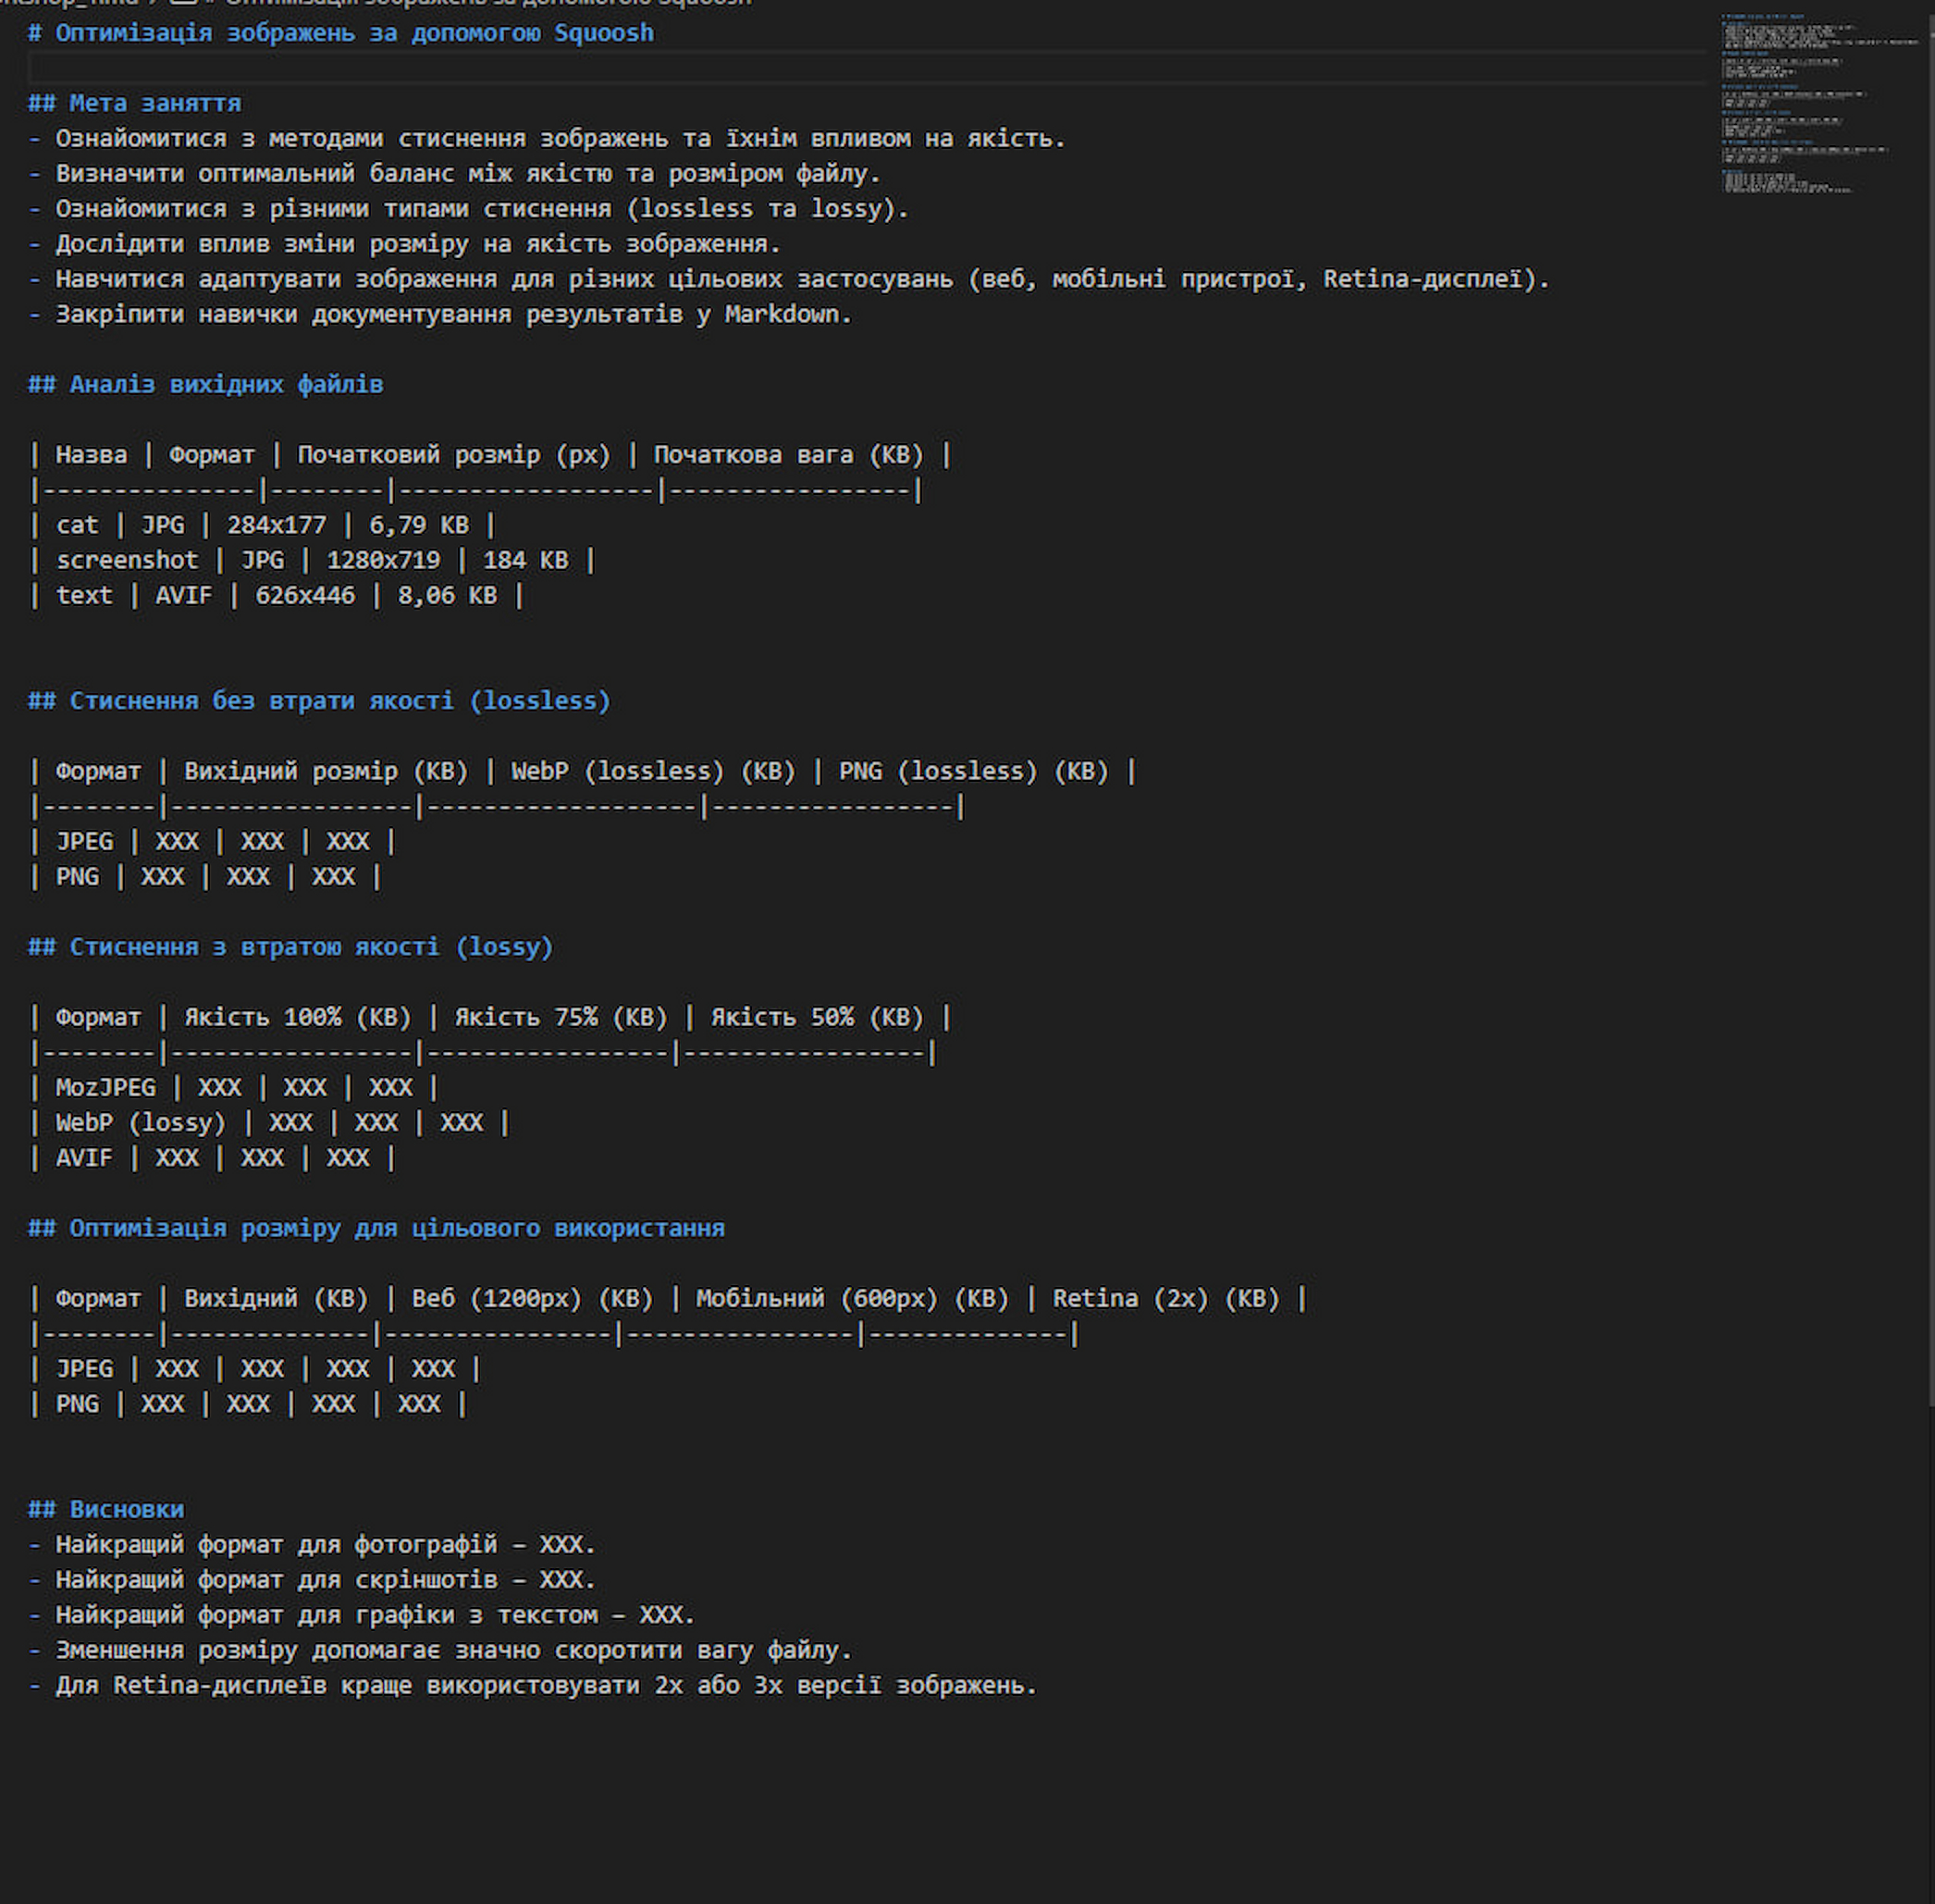 # Оптимізація зображень за допомогою Squoosh
## Мета заняття
- Ознайомитися з методами стиснення зображень та їхнім впливом на якість.
- Визначити оптимальний баланс між якістю та розміром файлу.
- Ознайомитися з різними типами стиснення (lossless та lossy).
- Дослідити вплив зміни розміру на якість зображення.
- Навчитися адаптувати зображення для різних цільових застосувань (веб, мобільні пристрої, Retina-дисплеї).
- Закріпити навички документування результатів у Markdown.
## Аналіз вихідних файлів
| Назва | Формат | Початковий розмір (px) | Початкова вага (KB) |
|---------------|--------|------------------|-----------------|
| cat | JPG | 284x177 | 6,79 KB |
| screenshot | JPG | 1280x719 | 184 KB |
| text | AVIF | 626x446 | 8,06 KB |
## Стиснення без втрати якості (lossless)
| Формат | Вихідний розмір (KB) | WebP (lossless) (KB) | PNG (lossless) (KB) |
|--------|-----------------|-------------------|-----------------|
| JPEG | XXX | XXX | XXX |
| PNG | XXX | XXX | XXX |
## Стиснення з втратою якості (lossy)
| Формат | Якість 100% (KB) | Якість 75% (KB) | Якість 50% (KB) |
|--------|-----------------|-----------------|-----------------|
| MozJPEG | XXX | XXX | XXX |
| WebP (lossy) | XXX | XXX | XXX |
| AVIF | XXX | XXX | XXX |
## Оптимізація розміру для цільового використання
| Формат | Вихідний (KB) | Веб (1200px) (KB) | Мобільний (600px) (KB) | Retina (2x) (KB) |
|--------|--------------|----------------|----------------|--------------|
| JPEG | XXX | XXX | XXX | XXX |
| PNG | XXX | XXX | XXX | XXX |
## Висновки
- Найкращий формат для фотографій – XXX.
- Найкращий формат для скріншотів – XXX.
- Найкращий формат для графіки з текстом – XXX.
- Зменшення розміру допомагає значно скоротити вагу файлу.
- Для Retina-дисплеїв краще використовувати 2x або 3x версії зображень.